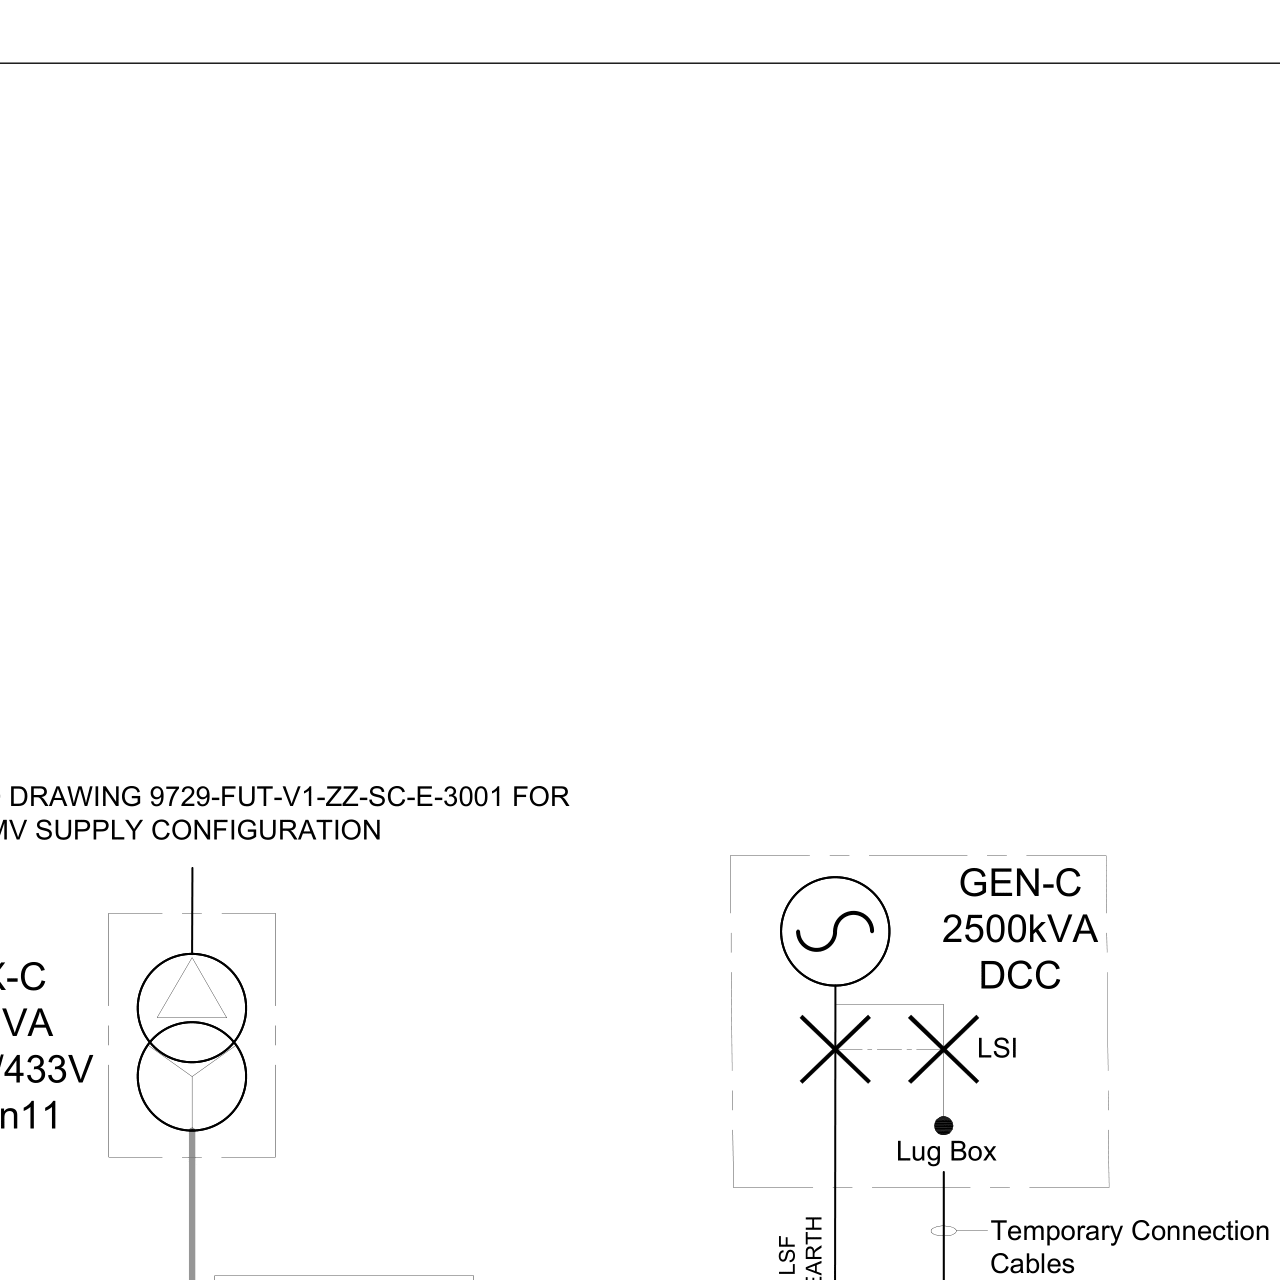 DRAWING 9729-FUT-V1-ZZ-SC-E-3001 FOR
MV SUPPLY CONFIGURATION
GEN-C
2500kVA
DCC
-C
VA
/433V
n11
LSI
Lug Box
LSF
EARTH
Temporary Connection
Cables